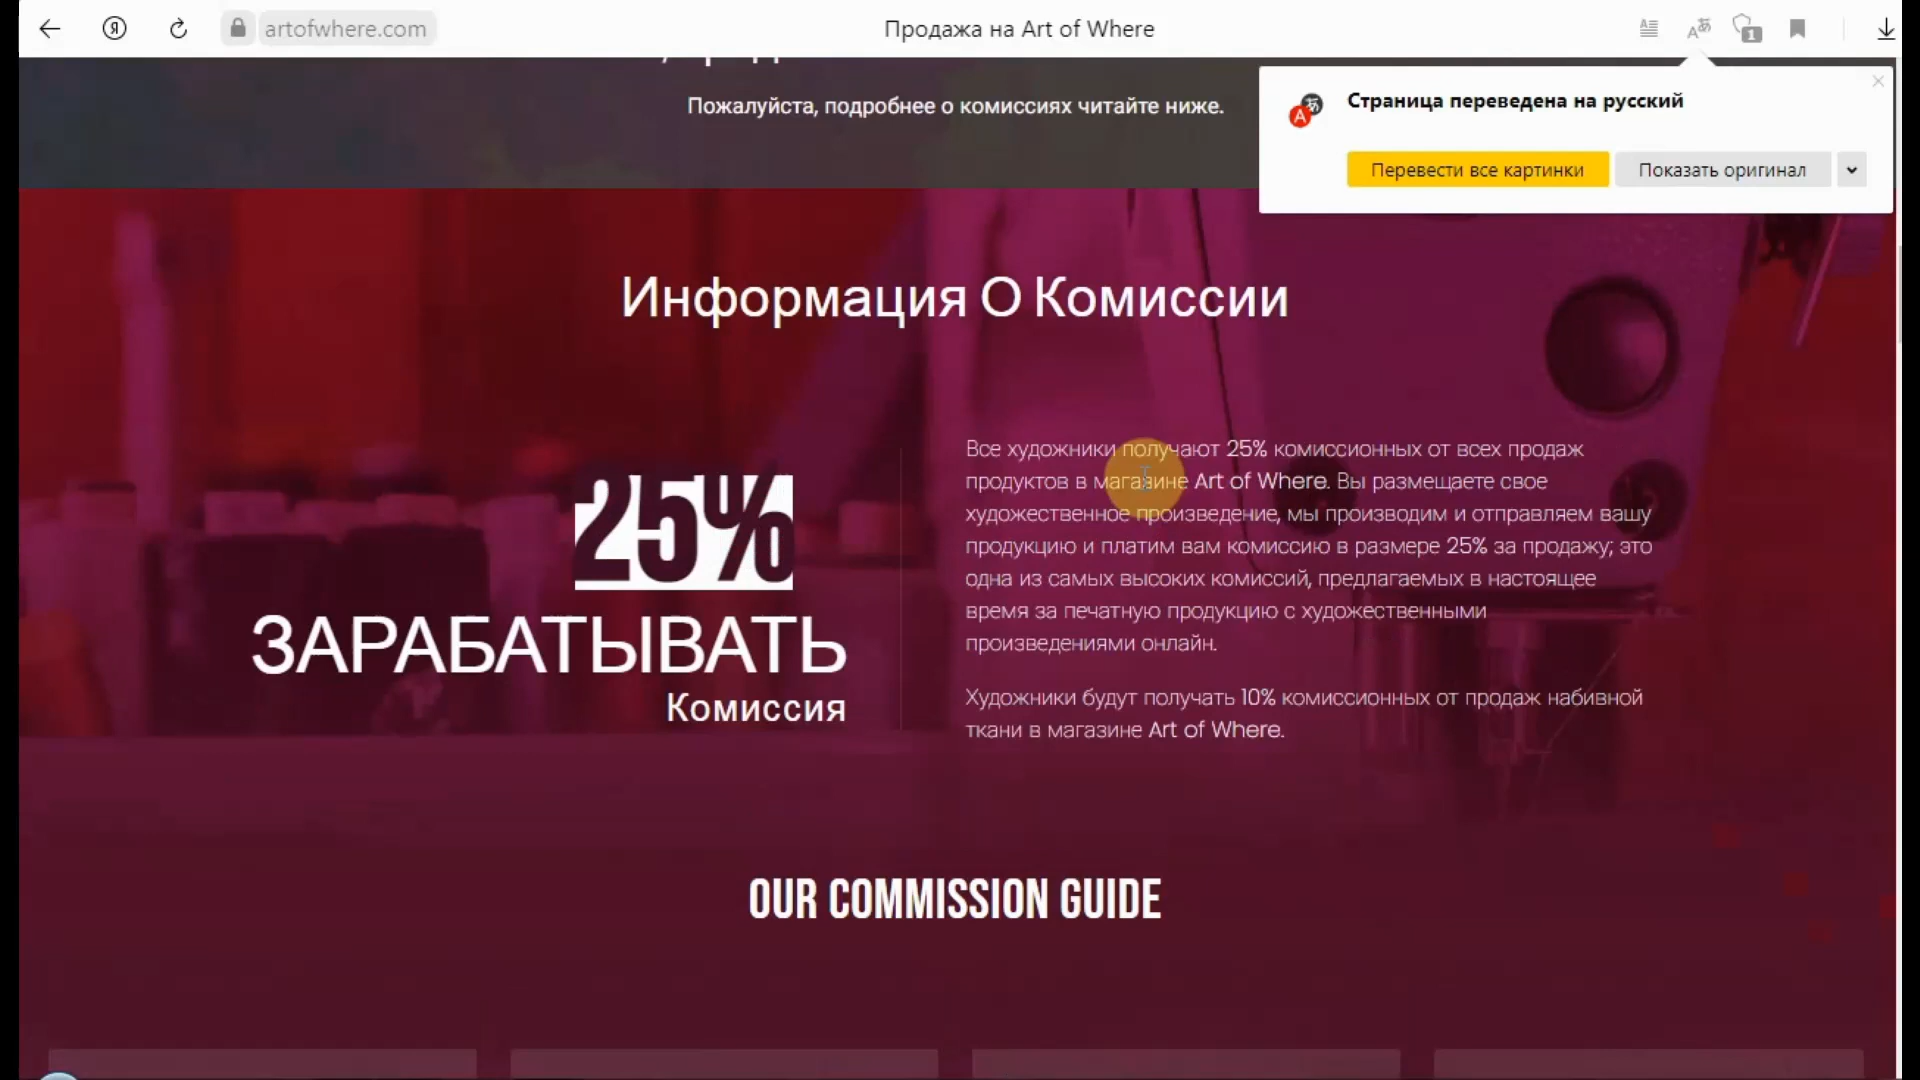 artofwhere.com
Продажа на Art of Where
1
Пожалуйста, подробнее о комиссиях читайте ниже.
Страница переведена на русский
Перевести все картинки
Показать оригинал
Информация О Комиссии
25%
ЗАРАБАТЫВАТЬ
Комиссия
Все художники получают 25% комиссионных от всех продаж
продуктов в магазине Art of Where. Вы размещаете свое
художественное произведение, мы производим и отправляем вашу
продукцию и платим вам комиссию в размере 25% за продажу; это
одна из самых высоких комиссий, предлагаемых в настоящее
время за печатную продукцию с художественными
произведениями онлайн.
Художники будут получать 10% комиссионных от продаж набивной
ткани в магазине Art of Where.
OUR COMMISSION GUIDE